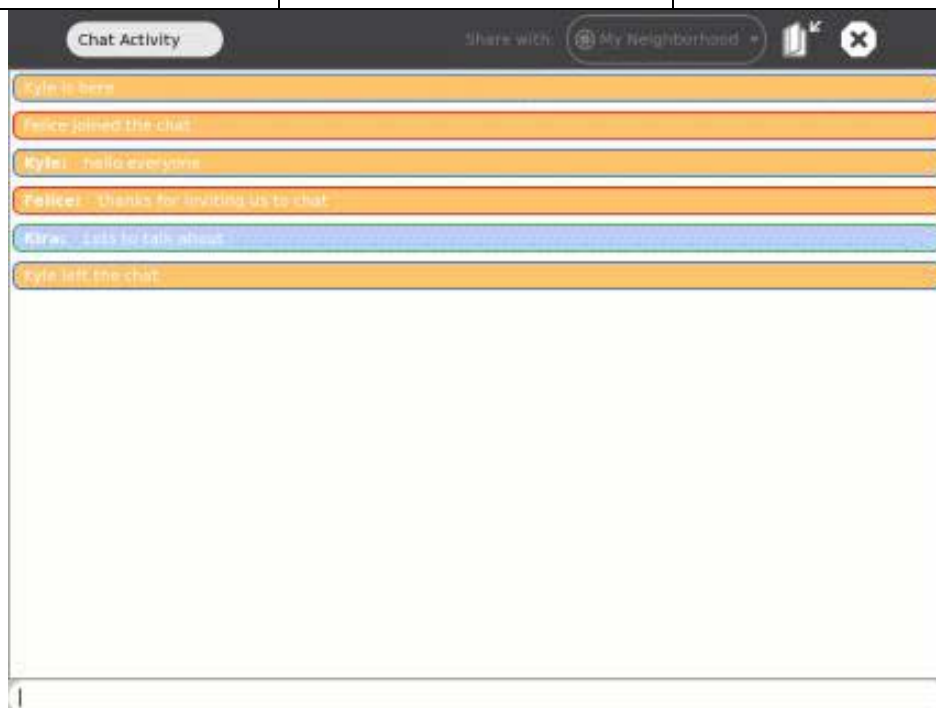 Chat Activity
Share with: My Neighborhood
Kyle is here
Felice joined the chat
Kyle: hello everyone
Felice: thanks for inviting us to chat
Kira: Lots to talk about
Kyle left the chat